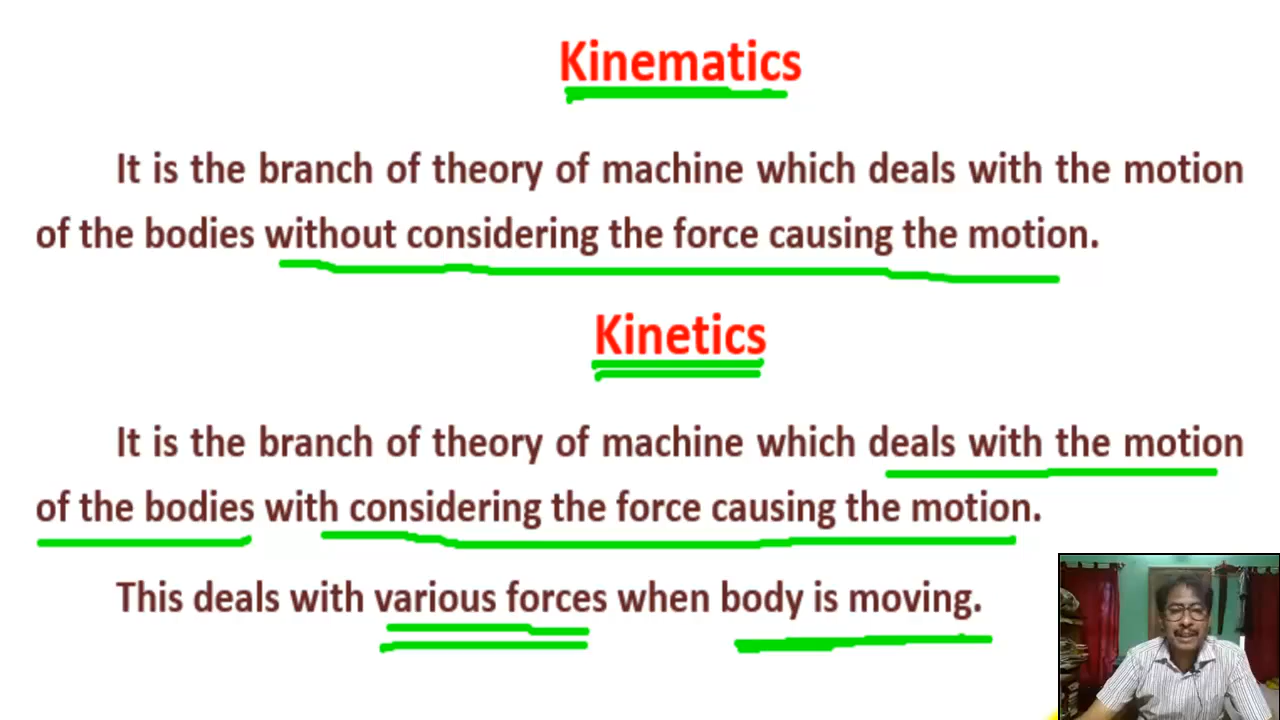 Kinematics
It is the branch of theory of machine which deals with the motion
of the bodies without considering the force causing the motion.
Kinetics
It is the branch of theory of machine which deals with the motion
of the bodies with considering the force causing the motion.
This deals with various forces when body is moving.